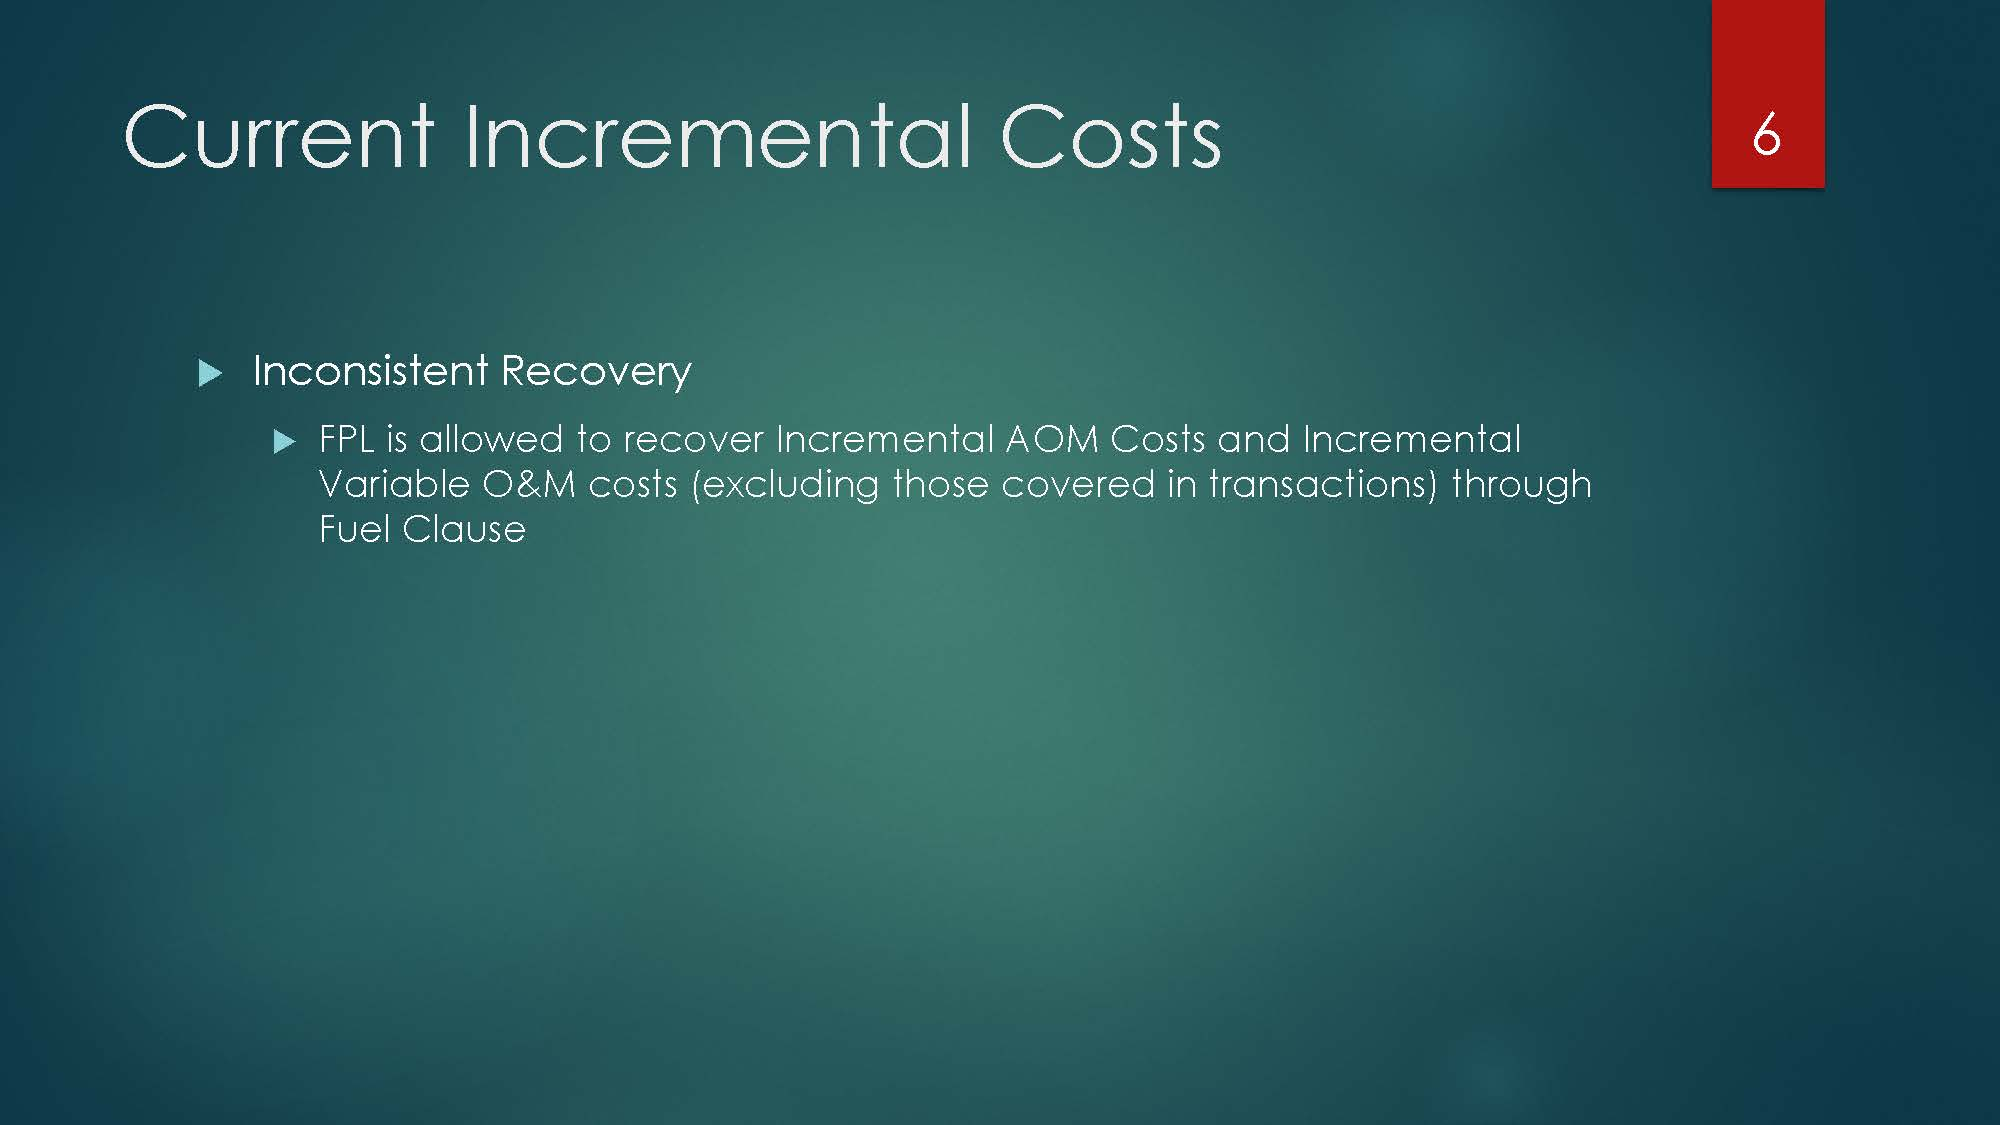 Current Incremental Costs
6
Inconsistent Recovery
FPL is allowed to recover Incremental AOM Costs and Incremental
Variable O&M costs (excluding those covered in transactions) through
Fuel Clause